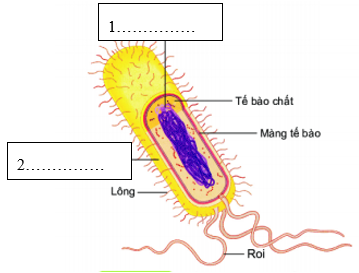 1……………
Tế bào chất
Màng tế bào
2……………
Lông
Roi